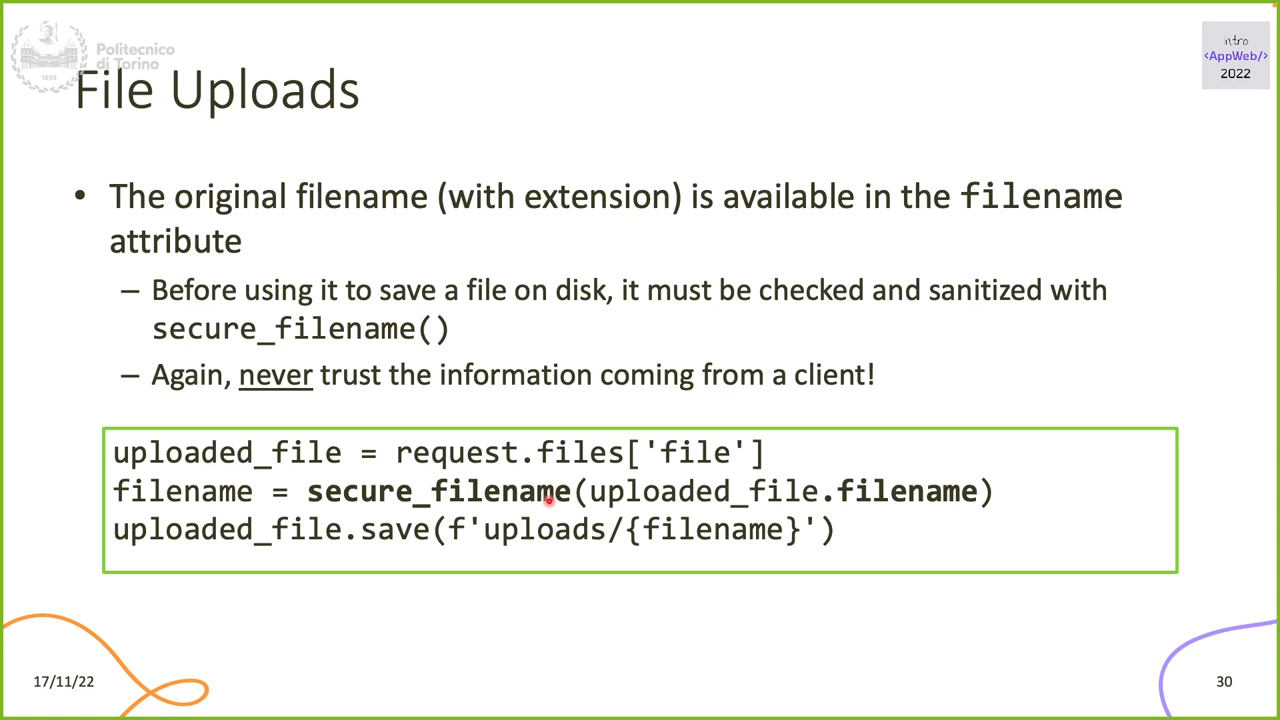 Politecnico
di Torino
1859
intro
<AppWeb/>
2022
File Uploads
• The original filename (with extension) is available in the filename
attribute
– Before using it to save a file on disk, it must be checked and sanitized with
secure_filename()
– Again, never trust the information coming from a client!
uploaded_file = request.files['file']
filename = secure_filename(uploaded_file.filename)
uploaded_file.save(f'uploads/{filename}')
17/11/22
30